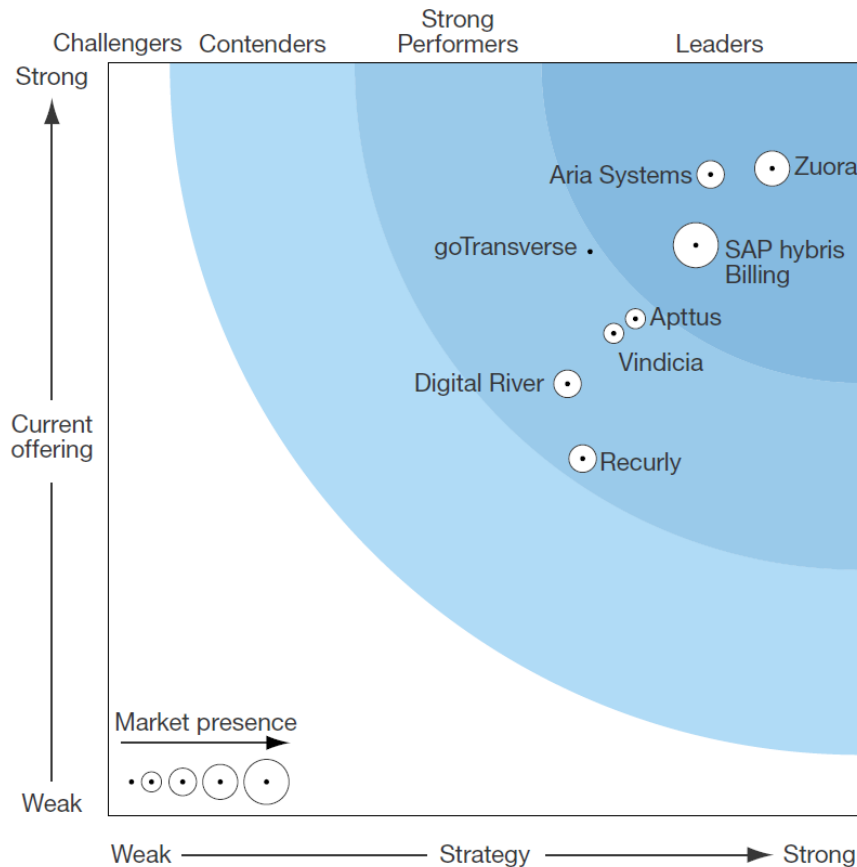 Challengers
Contenders
Strong
Performers
Leaders
Strong
Aria Systems
Zuora
goTransverse
SAP hybris
Billing
Apttus
Vindicia
Digital River
Current
offering
Recurly
Market presence
Weak
Weak
Strategy
Strong